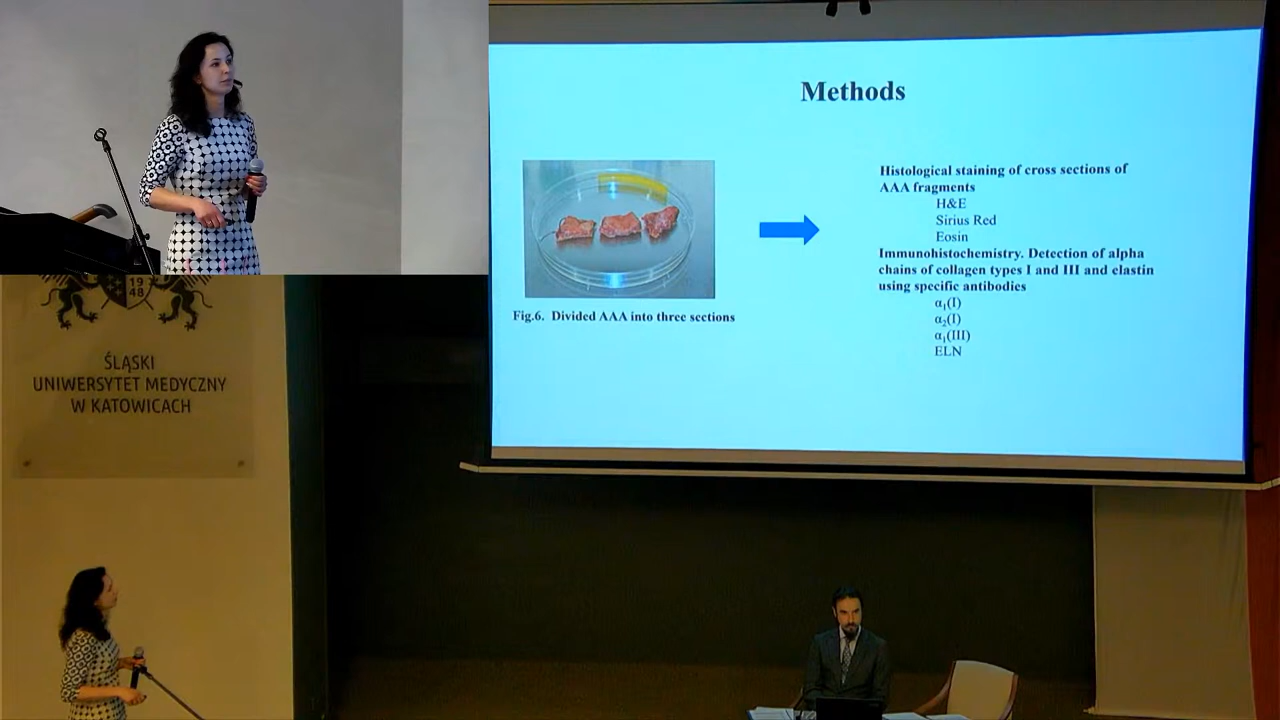 Methods
Histological staining of cross sections of
AAA fragments
H&E
Sirius Red
Eosin
Immunohistochemistry. Detection of alpha
chains of collagen types I and III and elastin
using specific antibodies
α₁(I)
α₂(I)
α₁(III)
ELN
Fig.6. Divided AAA into three sections
19
48
ŚLĄSKI
UNIWERSYTET MEDYCZNY
W KATOWICACH